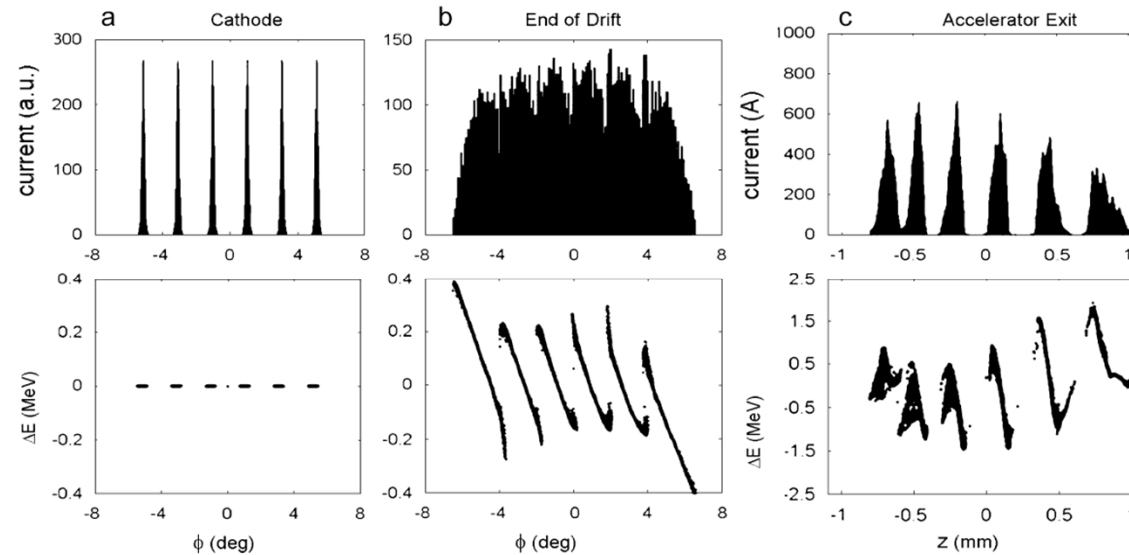 a Cathode
b End of Drift
c Accelerator Exit
current (a.u.)
300
200
100
0
-8 -4 0 4 8
150
100
50
0
-8 -4 0 4 8
current (A)
1000
800
600
400
200
0
-1 -0.5 0 0.5 1
ΔE (MeV)
0.4
0.2
0
-0.2
-0.4
-8 -4 0 4 8
ϕ (deg)
0.4
0.2
0
-0.2
-0.4
-8 -4 0 4 8
ϕ (deg)
ΔE (MeV)
2.5
1.5
0.5
-0.5
-1.5
-2.5
-1 -0.5 0 0.5 1
z (mm)